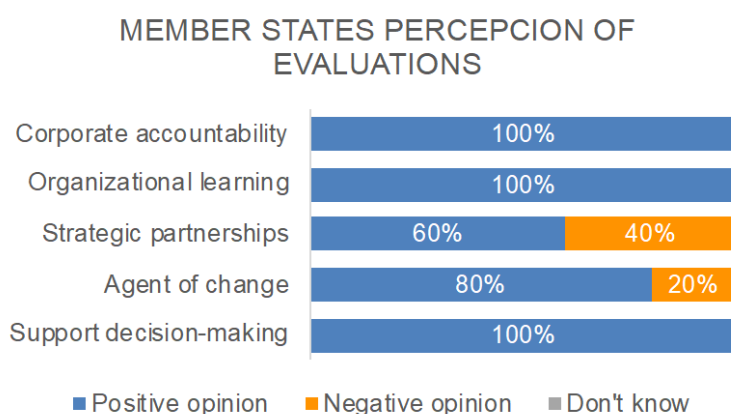 MEMBER STATES PERCEPCION OF
EVALUATIONS
Corporate accountability 100%
Organizational learning 100%
Strategic partnerships 60% 40%
Agent of change 80% 20%
Support decision-making 100%
Positive opinion Negative opinion Don't know